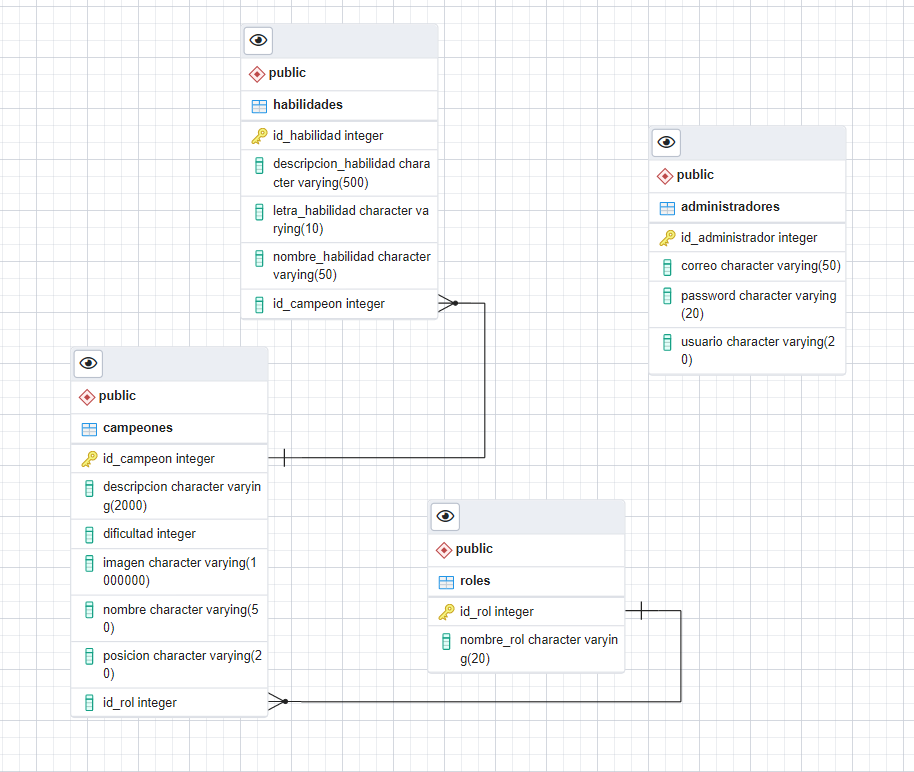 public
habilidades
id_habilidad integer
descripcion_habilidad chara
cter varying(500)
letra_habilidad character va
rying(10)
nombre_habilidad character
varying(50)
id_campeon integer
public
administradores
id_administrador integer
correo character varying(50)
password character varying
(20)
usuario character varying(2
0)
public
campeones
id_campeon integer
descripcion character varyin
g(2000)
dificultad integer
imagen character varying(1
000000)
nombre character varying(5
0)
posicion character varying(2
0)
id_rol integer
public
roles
id_rol integer
nombre_rol character varyin
g(20)